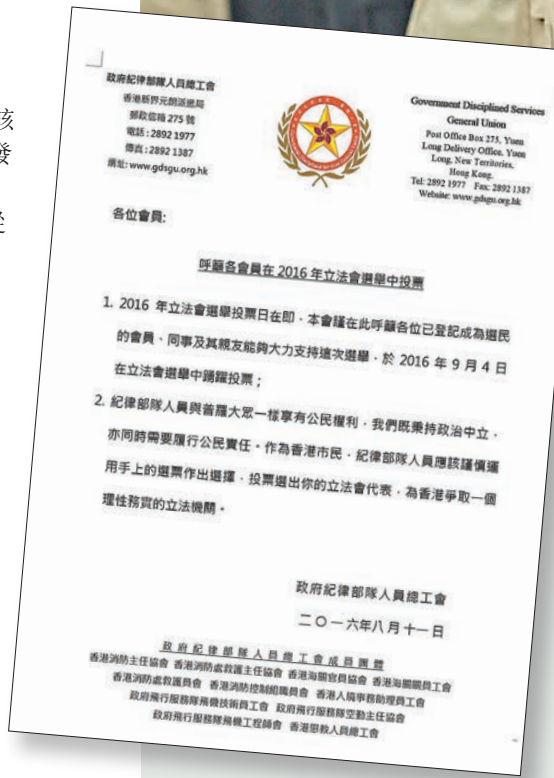 該
發
從
政府紀律部隊人員總工會
香港新界元朗派遞局
郵政信箱 275 號
電話 : 2892 1977
傳真 : 2892 1387
網址: www.gdsgu.org.hk
Government Disciplined Services
General Union
Post Office Box 275, Yuen
Long Delivery Office, Yuen
Long, New Territories,
Hong Kong.
Tel: 2892 1977 Fax: 2892 1387
Website: www.gdsgu.org.hk
各位會員:
呼籲各會員在 2016 年立法會選舉中投票
1. 2016 年立法會選舉投票日在即，本會謹在此呼籲各位已登記成為選民
的會員、同事及其親友能夠大力支持這次選舉，於 2016 年 9 月 4 日
在立法會選舉中踴躍投票；
2. 紀律部隊人員與普羅大眾一樣享有公民權利，我們既秉持政治中立，
亦同時需要履行公民責任。作為香港市民，紀律部隊人員應該謹慎運
用手上的選票作出選擇，投票選出你的立法會代表，為香港爭取一個
理性務實的立法機關。
政府紀律部隊人員總工會
二〇一六年八月十一日
政府紀律部隊人員總工會成員團體
香港消防主任協會 香港消防處救護主任協會 香港海關官員協會 香港海關關員工會
香港消防處救護員會 香港消防控制組職員會 香港入境事務助理員工會
政府飛行服務隊飛機技術員工會 政府飛行服務隊空勤主任協會
政府飛行服務隊飛機工程師會 香港懲教人員總工會